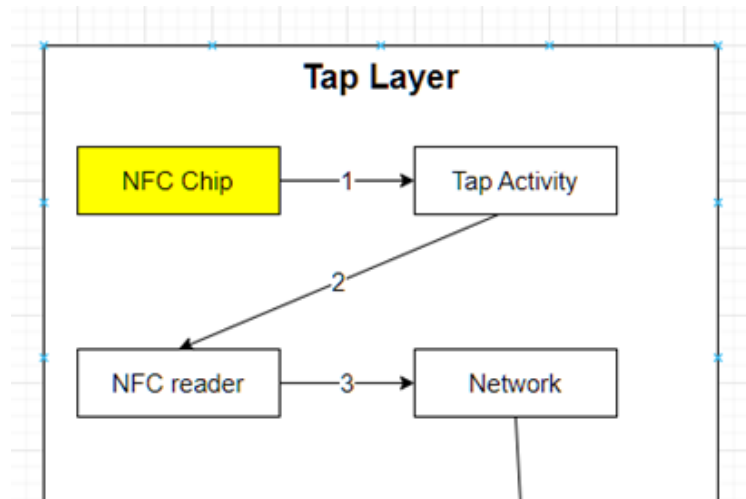 Tap Layer
NFC Chip
1
Tap Activity
2
NFC reader
3
Network